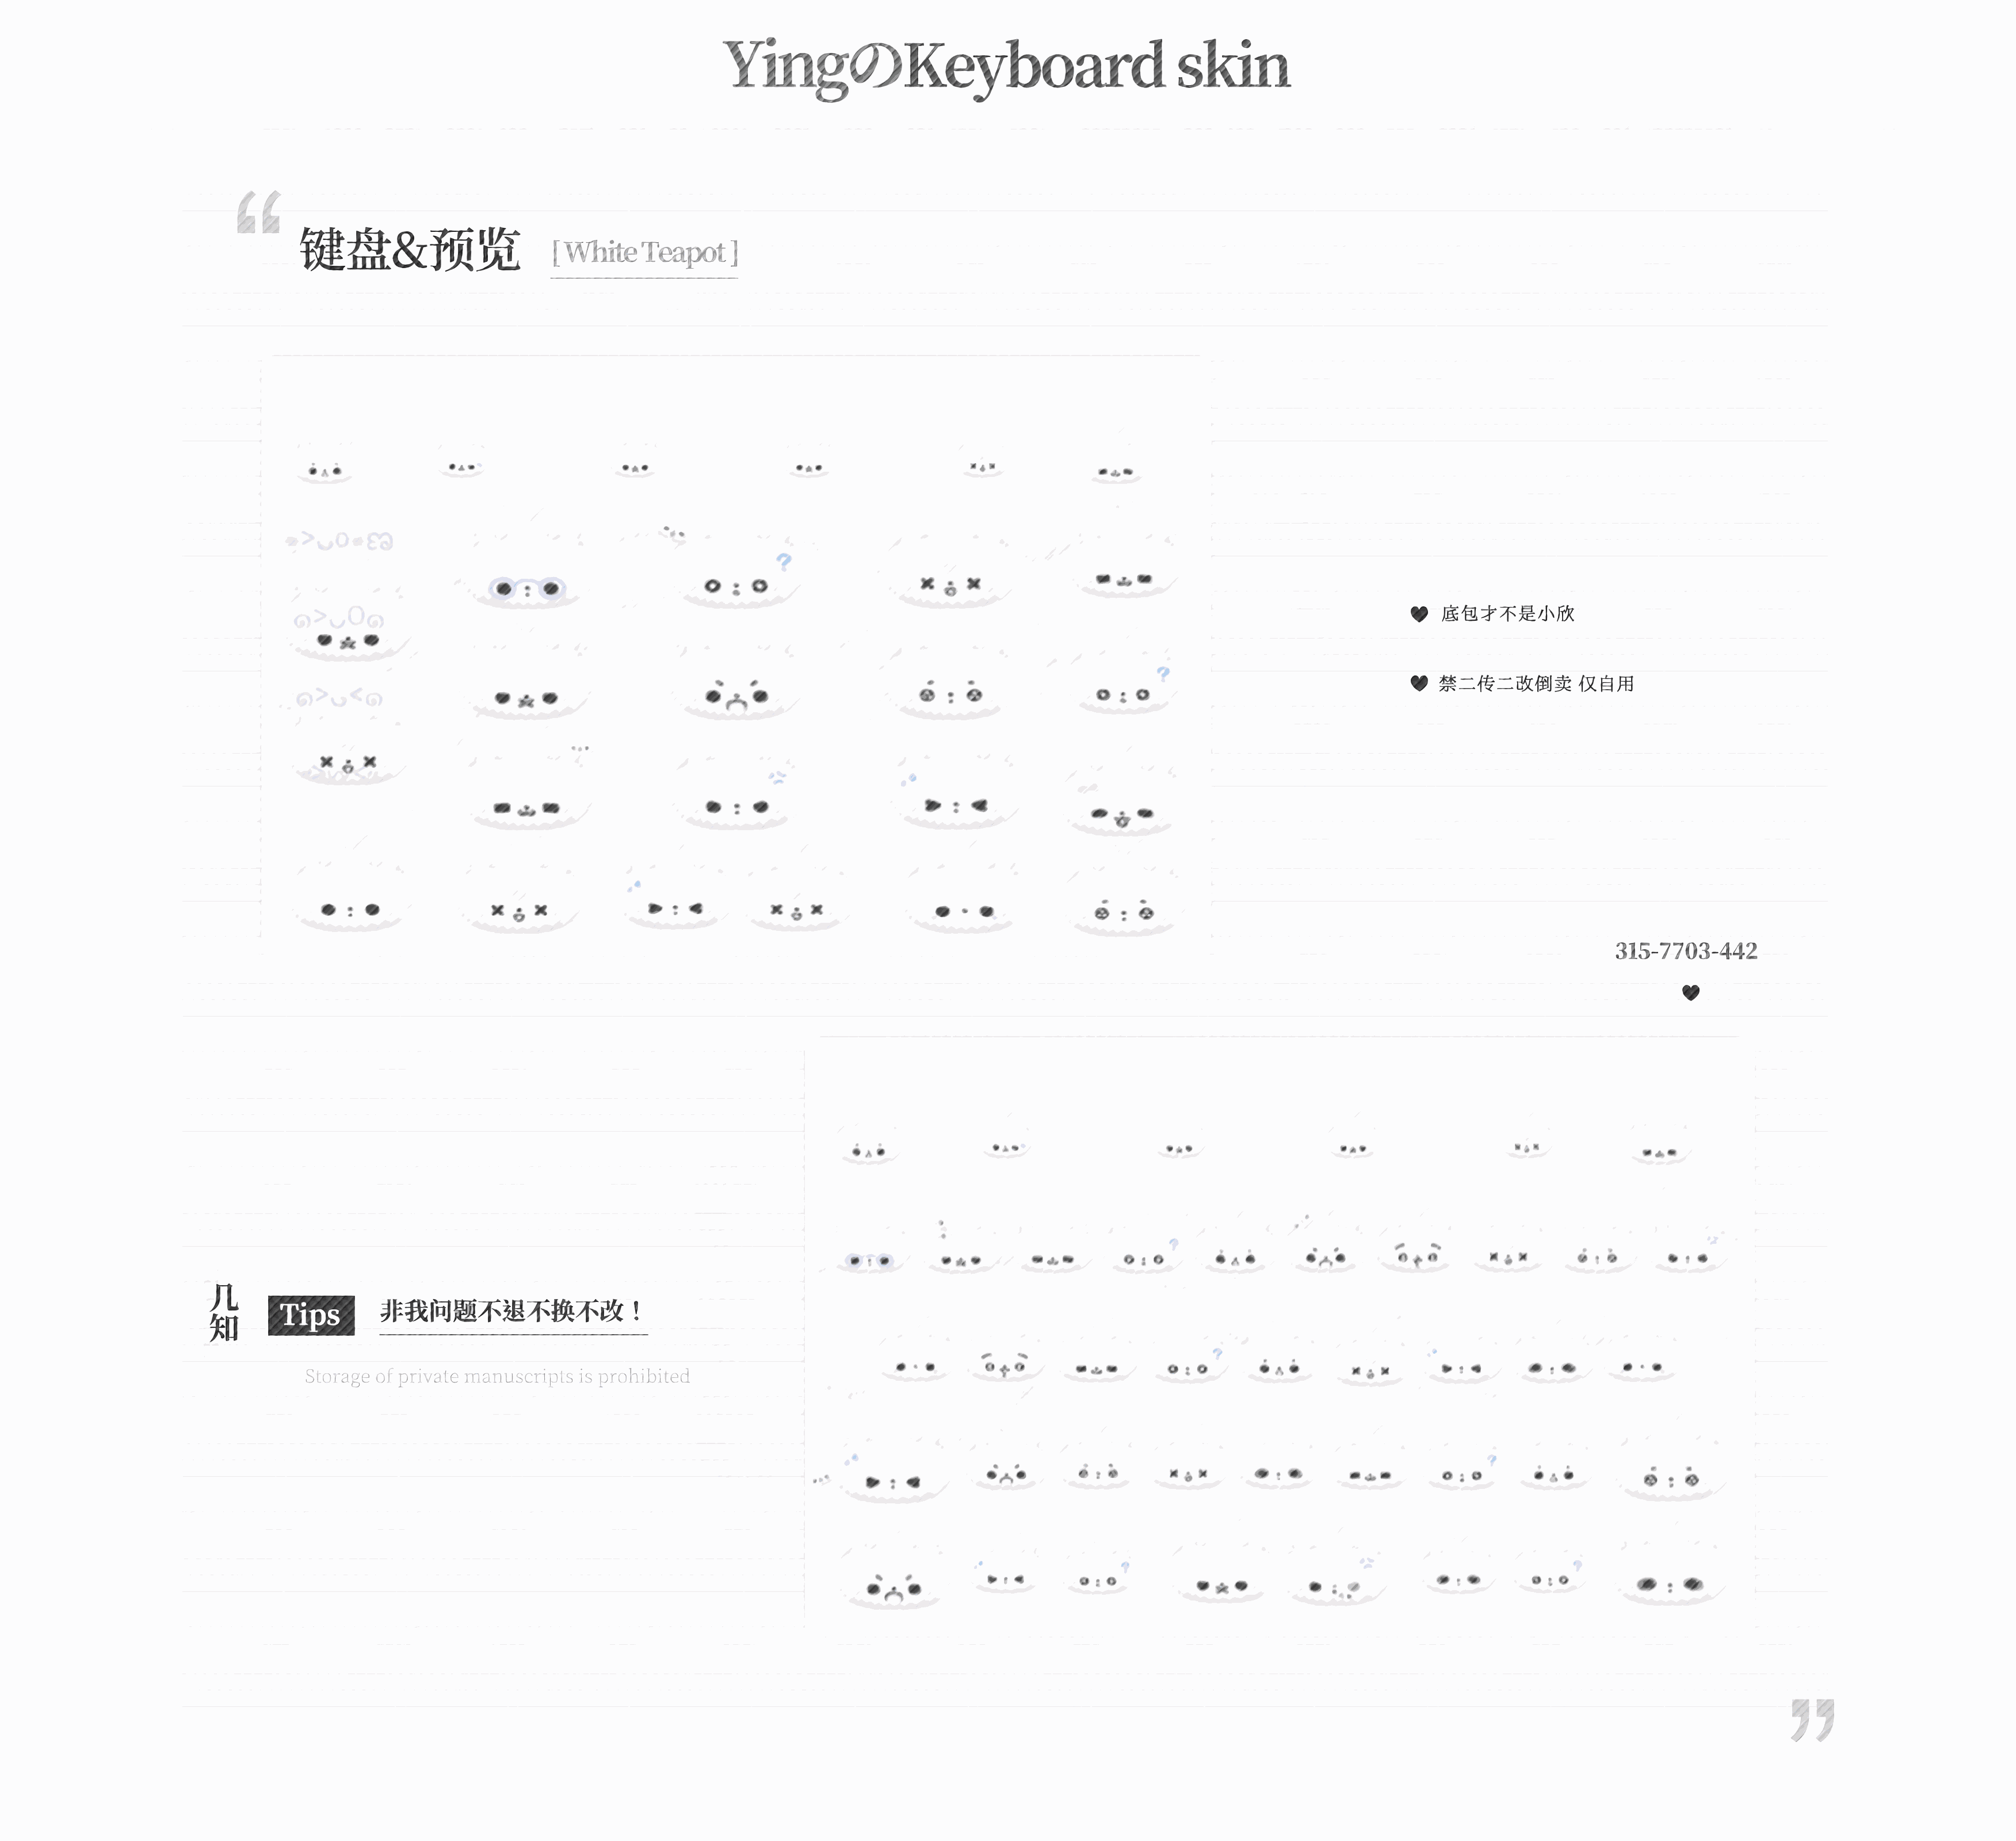 YingのKeyboard skin
“
键盘&预览 [ White Teapot ]
?
?
♥ 底包才不是小欣
♥ 禁二传二改倒卖 仅自用
315-7703-442
♥
几知
Tips 非我问题不退不换不改！
Storage of private manuscripts is prohibited
”